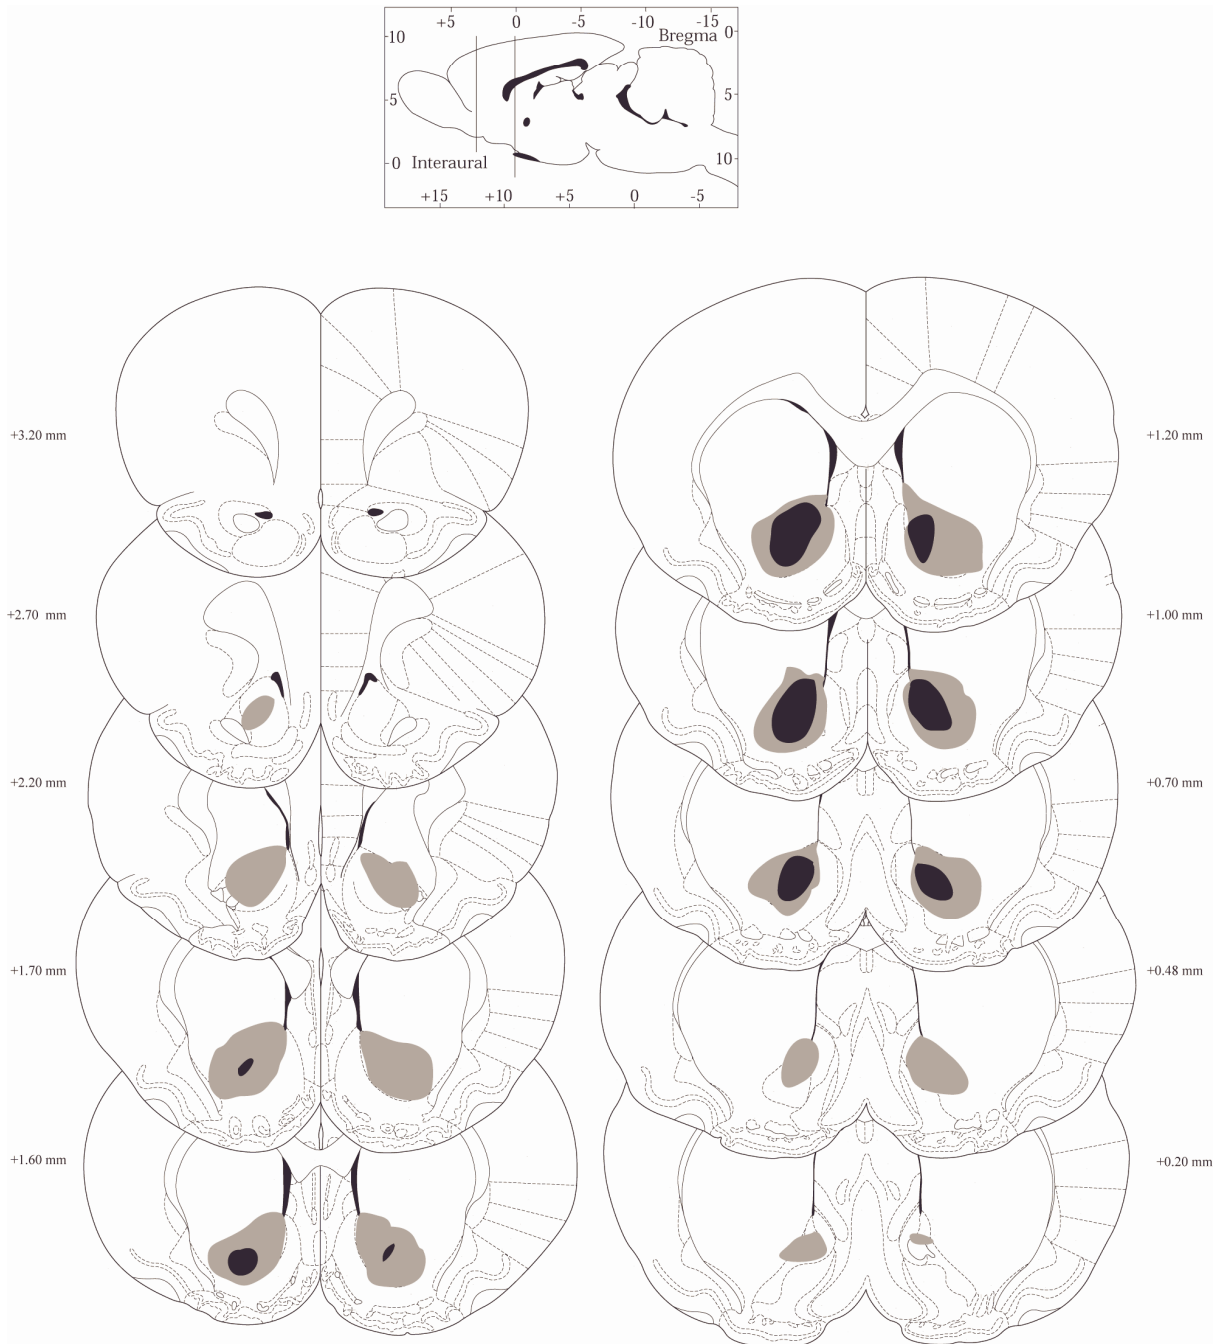 +5 0 -5 -10 -15
10 Bregma 0
5 5
0 Interaural 10
+15 +10 +5 0 -5
+3.20 mm
+2.70 mm
+2.20 mm
+1.70 mm
+1.60 mm
+1.20 mm
+1.00 mm
+0.70 mm
+0.48 mm
+0.20 mm